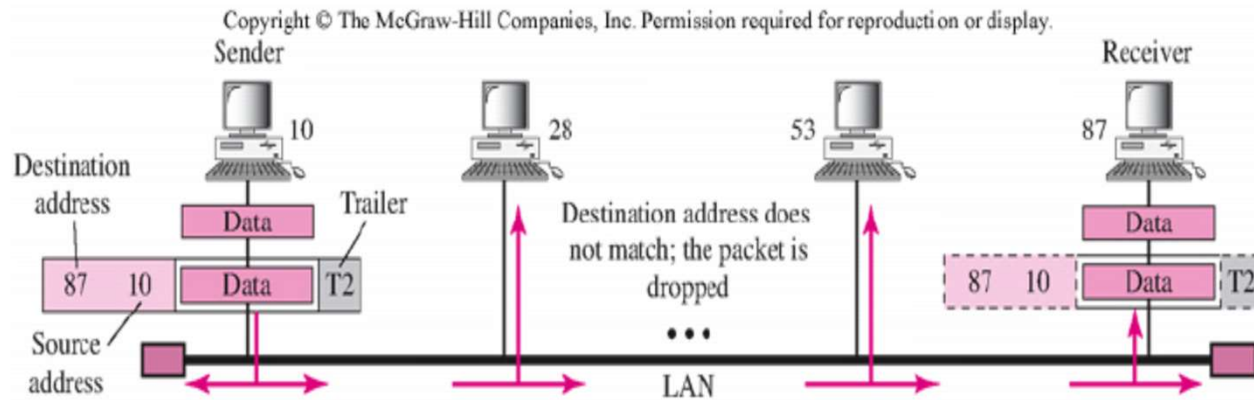 Copyright © The McGraw-Hill Companies, Inc. Permission required for reproduction or display.
Sender
Receiver
10
28
53
87
Destination
address
Trailer
Data
Destination address does
not match; the packet is
dropped
Data
87 10 Data T2
87 10 Data T2
• • •
Source
address
LAN